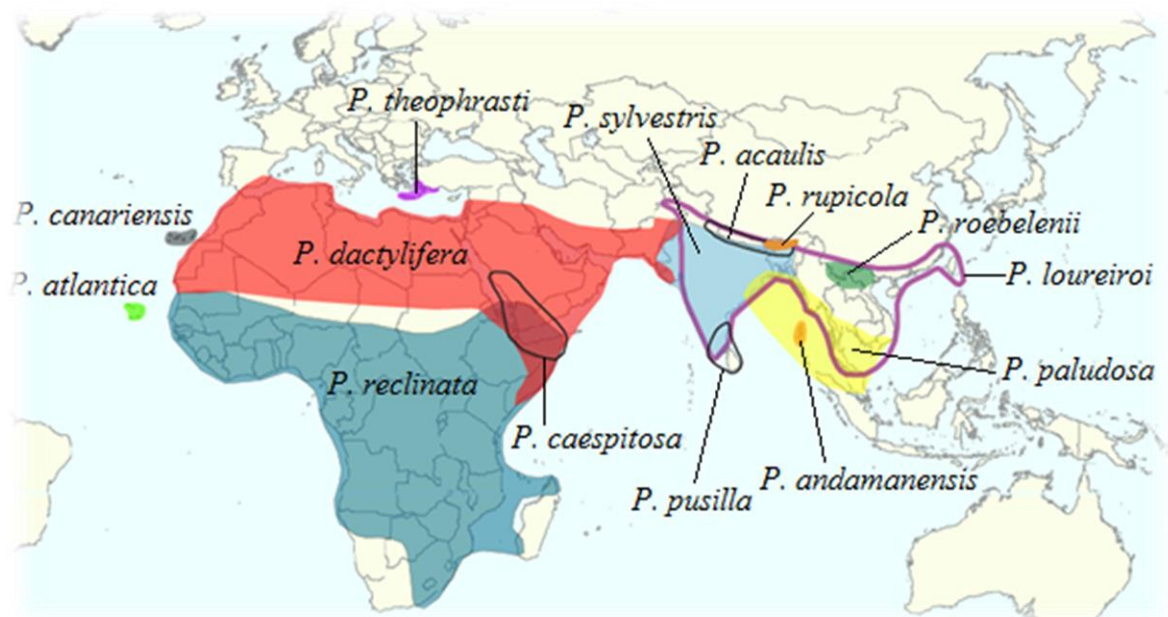 P. theophrasti
P. sylvestris
P. acaulis
P. rupicola
P. canariensis
P. roebelenii
P. dactylifera
P. loureiroi
P. atlantica
P. reclinata
P. paludosa
P. caespitosa
P. andamanensis
P. pusilla